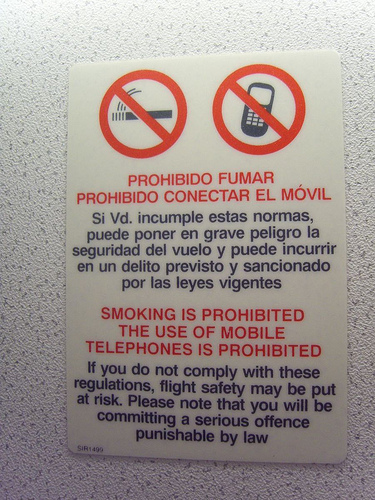 PROHIBIDO FUMAR
PROHIBIDO CONECTAR EL MÓVIL
Si Vd. incumple estas normas,
puede poner en grave peligro la
seguridad del vuelo y puede incurrir
en un delito previsto y sancionado
por las leyes vigentes
SMOKING IS PROHIBITED
THE USE OF MOBILE
TELEPHONES IS PROHIBITED
If you do not comply with these
regulations, flight safety may be put
at risk. Please note that you will be
committing a serious offence
punishable by law
SIR1499